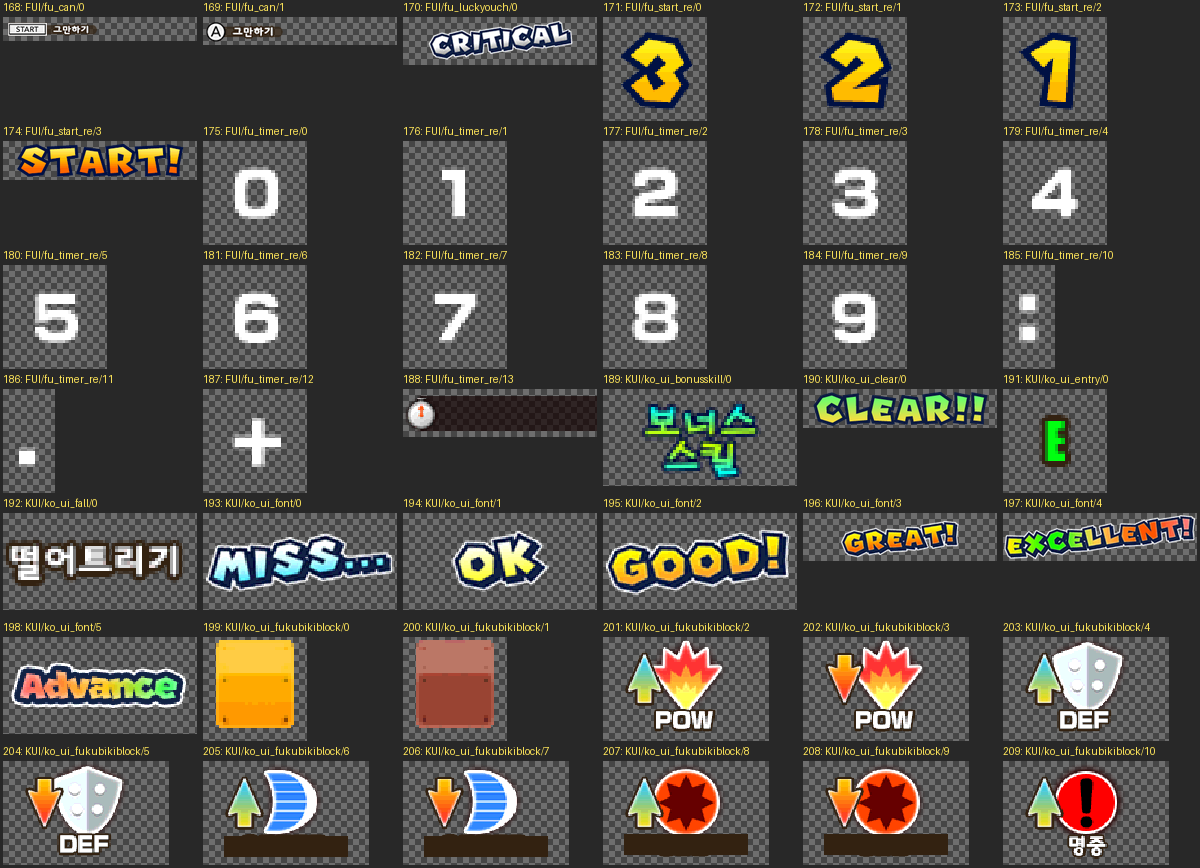 168: FUI/fu_can/0
169: FUI/fu_can/1
170: FUI/fu_luckyouch/0
171: FUI/fu_start_re/0
172: FUI/fu_start_re/1
173: FUI/fu_start_re/2
START 그만하기
A 그만하기
CRITICAL
3
2
1
174: FUI/fu_start_re/3
175: FUI/fu_timer_re/0
176: FUI/fu_timer_re/1
177: FUI/fu_timer_re/2
178: FUI/fu_timer_re/3
179: FUI/fu_timer_re/4
START!
0
1
2
3
4
180: FUI/fu_timer_re/5
181: FUI/fu_timer_re/6
182: FUI/fu_timer_re/7
183: FUI/fu_timer_re/8
184: FUI/fu_timer_re/9
185: FUI/fu_timer_re/10
5
6
7
8
9
:
186: FUI/fu_timer_re/11
187: FUI/fu_timer_re/12
188: FUI/fu_timer_re/13
189: KUI/ko_ui_bonusskill/0
190: KUI/ko_ui_clear/0
191: KUI/ko_ui_entry/0
.
+
보너스
스킬
CLEAR!!
E
192: KUI/ko_ui_fall/0
193: KUI/ko_ui_font/0
194: KUI/ko_ui_font/1
195: KUI/ko_ui_font/2
196: KUI/ko_ui_font/3
197: KUI/ko_ui_font/4
떨어트리기
MISS...
OK
GOOD!
GREAT!
EXCELLENT!
198: KUI/ko_ui_font/5
199: KUI/ko_ui_fukubikiblock/0
200: KUI/ko_ui_fukubikiblock/1
201: KUI/ko_ui_fukubikiblock/2
202: KUI/ko_ui_fukubikiblock/3
203: KUI/ko_ui_fukubikiblock/4
Advance
POW
POW
DEF
204: KUI/ko_ui_fukubikiblock/5
205: KUI/ko_ui_fukubikiblock/6
206: KUI/ko_ui_fukubikiblock/7
207: KUI/ko_ui_fukubikiblock/8
208: KUI/ko_ui_fukubikiblock/9
209: KUI/ko_ui_fukubikiblock/10
DEF
!
명중